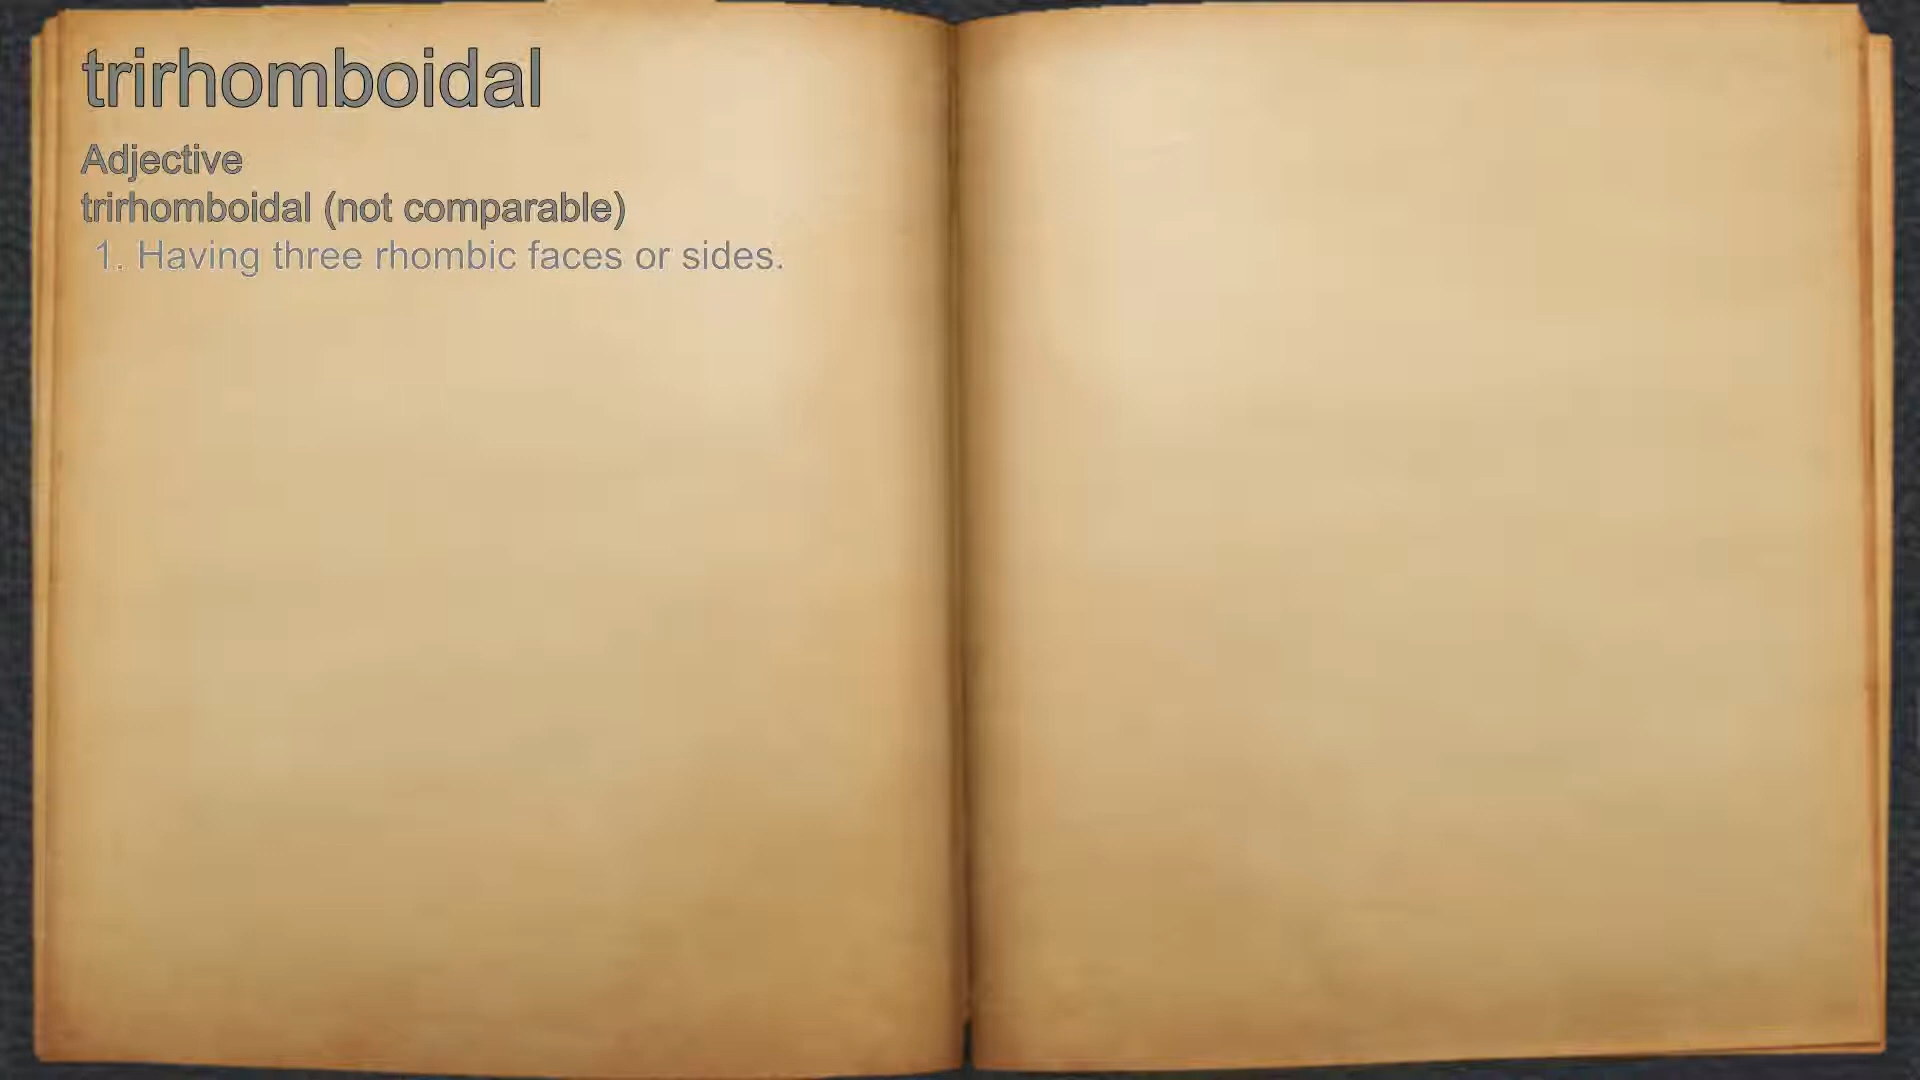 trirhomboidal
Adjective
trirhomboidal (not comparable)
1. Having three rhombic faces or sides.